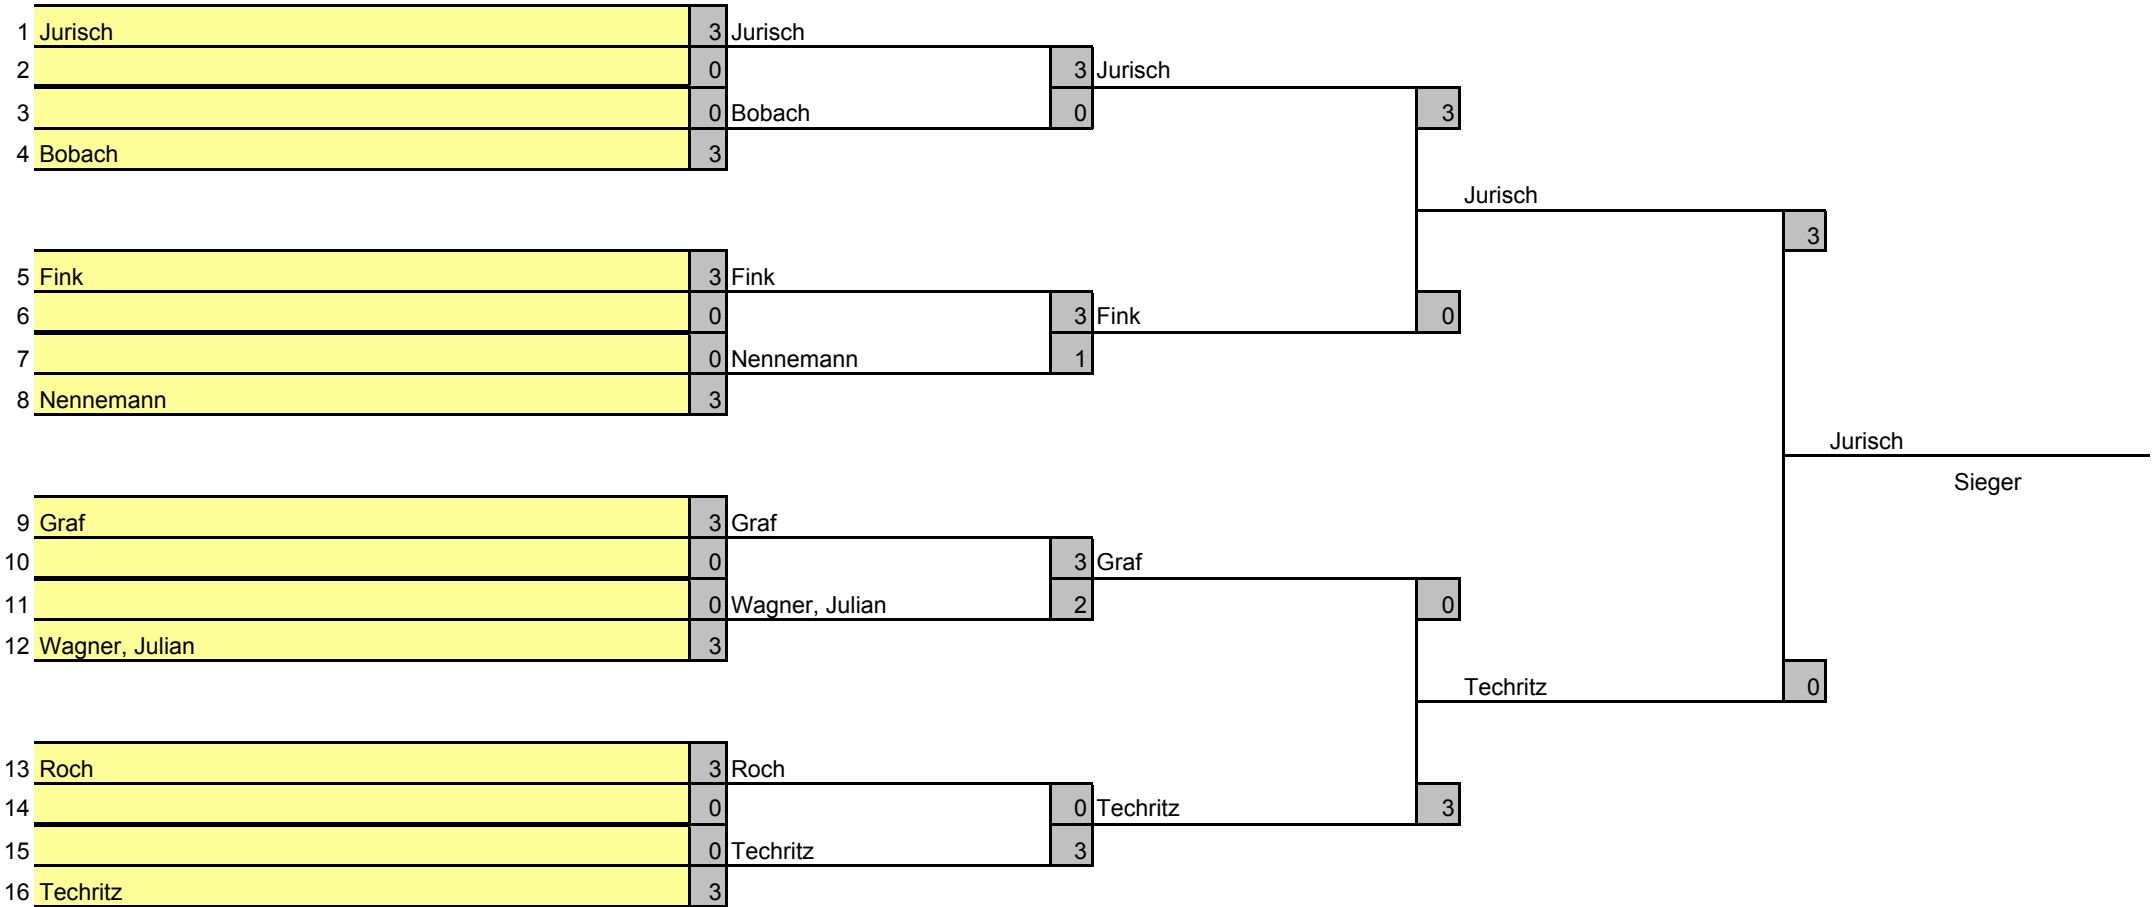 1 Jurisch 3 Jurisch
2 0 3 Jurisch
3 0 Bobach 0 3
4 Bobach 3
Jurisch
3
5 Fink 3 Fink
6 0 3 Fink 0
7 0 Nennemann 1
8 Nennemann 3
Jurisch
Sieger
9 Graf 3 Graf
10 0 3 Graf
11 0 Wagner, Julian 2 0
12 Wagner, Julian 3
Techritz 0
13 Roch 3 Roch
14 0 0 Techritz 3
15 0 Techritz 3
16 Techritz 3